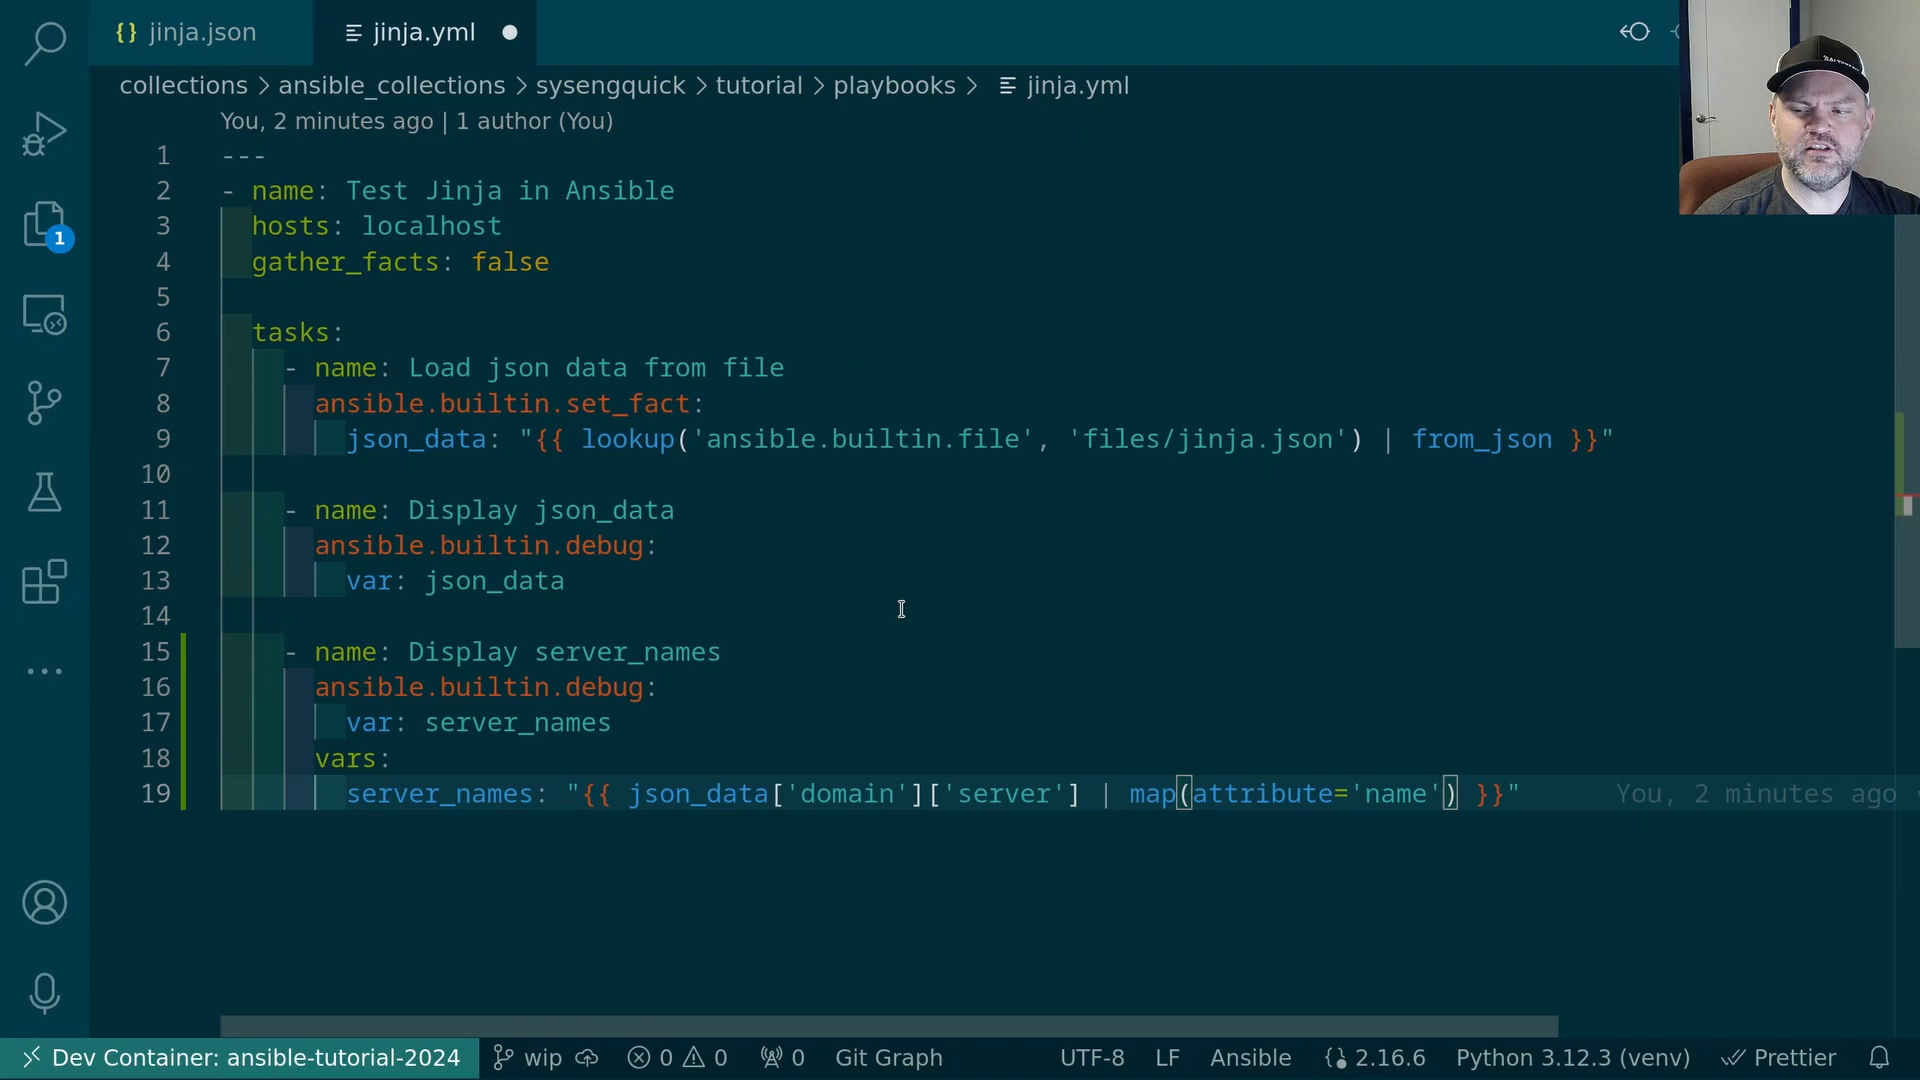 {} jinja.json
jinja.yml
collections > ansible_collections > sysengquick > tutorial > playbooks > jinja.yml
You, 2 minutes ago | 1 author (You)
1 ---
2 - name: Test Jinja in Ansible
3 hosts: localhost
4 gather_facts: false
5
6 tasks:
7 - name: Load json data from file
8 ansible.builtin.set_fact:
9 json_data: "{{ lookup('ansible.builtin.file', 'files/jinja.json') | from_json }}"
10
11 - name: Display json_data
12 ansible.builtin.debug:
13 var: json_data
14
15 - name: Display server_names
16 ansible.builtin.debug:
17 var: server_names
18 vars:
19 server_names: "{{ json_data['domain']['server'] | map(attribute='name') }}" You, 2 minutes ago
1
Dev Container: ansible-tutorial-2024 wip 0 0 0 Git Graph UTF-8 LF Ansible 2.16.6 Python 3.12.3 (venv) Prettier